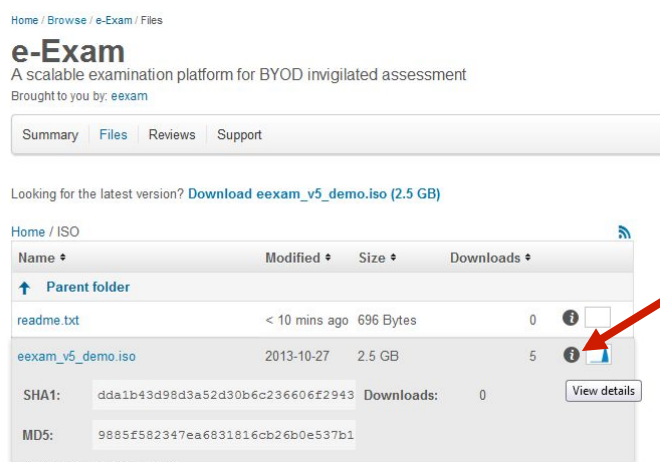 Home / Browse / e-Exam / Files
e-Exam
A scalable examination platform for BYOD invigilated assessment
Brought to you by: eexam
Summary Files Reviews Support
Looking for the latest version? Download eexam_v5_demo.iso (2.5 GB)
Home / ISO
Name Modified Size Downloads
Parent folder
readme.txt < 10 mins ago 696 Bytes 0
eexam_v5_demo.iso 2013-10-27 2.5 GB 5
View details
SHA1: dda1b43d98d3a52d30b6c236606f2943 Downloads: 0
MD5: 9885f582347ea6831816cb26b0e537b1